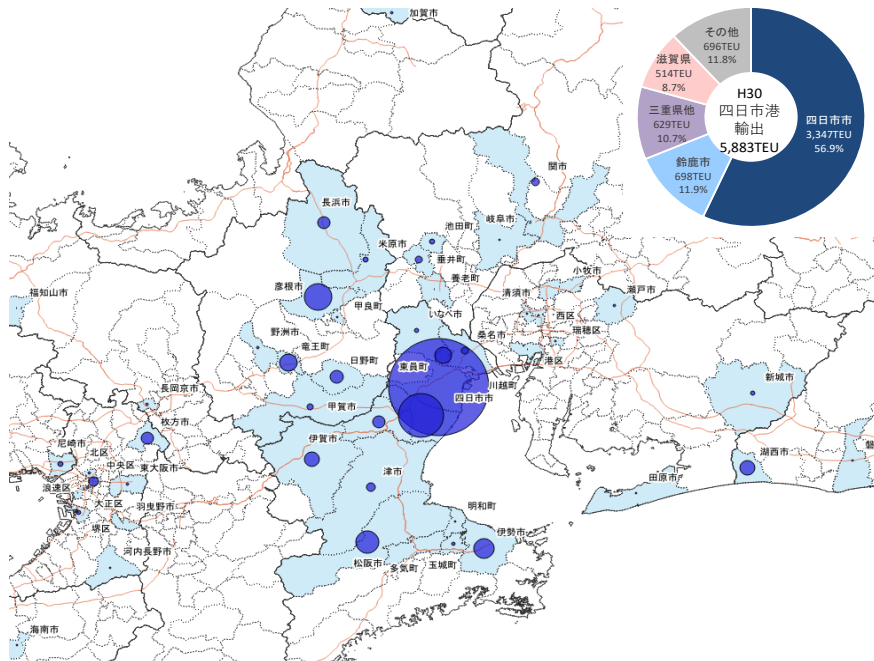 加賀市
その他
696TEU
11.8%
滋賀県
514TEU
8.7%
三重県他
629TEU
10.7%
鈴鹿市
698TEU
11.9%
四日市市
3,347TEU
56.9%
H30
四日市港
輸出
5,883TEU
関市
長浜市
岐阜市
池田町
米原市
垂井町
養老町
小牧市
瀬戸市
清須市
福知山市
彦根市
甲良町
いなべ市
西区
瑞穂区
桑名市
野洲市
竜王町
日野町
東員町
港区
川越町
新城市
長岡京市
甲賀市
四日市市
枚方市
尼崎市
北区
伊賀市
中央区
東大阪市
津市
湖西市
磐
田原市
浪速区
大正区
羽曳野市
明和町
堺区
伊勢市
河内長野市
松阪市
多気町
玉城町
海南市